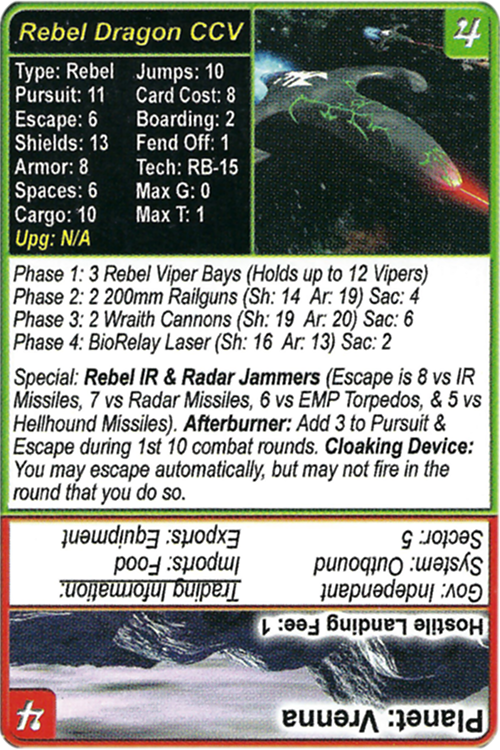 Rebel Dragon CCV
4
Type: Rebel Jumps: 10
Pursuit: 11 Card Cost: 8
Escape: 6 Boarding: 2
Shields: 13 Fend Off: 1
Armor: 8 Tech: RB-15
Spaces: 6 Max G: 0
Cargo: 10 Max T: 1
Upg: N/A
Phase 1: 3 Rebel Viper Bays (Holds up to 12 Vipers)
Phase 2: 2 200mm Railguns (Sh: 14 Ar: 19) Sac: 4
Phase 3: 2 Wraith Cannons (Sh: 19 Ar: 20) Sac: 6
Phase 4: BioRelay Laser (Sh: 16 Ar: 13) Sac: 2
Special: Rebel IR & Radar Jammers (Escape is 8 vs IR
Missiles, 7 vs Radar Missiles, 6 vs EMP Torpedos, & 5 vs
Hellhound Missiles). Afterburner: Add 3 to Pursuit &
Escape during 1st 10 combat rounds. Cloaking Device:
You may escape automatically, but may not fire in the
round that you do so.
Planet: Vrenna
4
Hostile Landing Fee: 1
Gov: Independant Trading Information:
System: Outbound Imports: Food
Sector: 5 Exports: Equipment